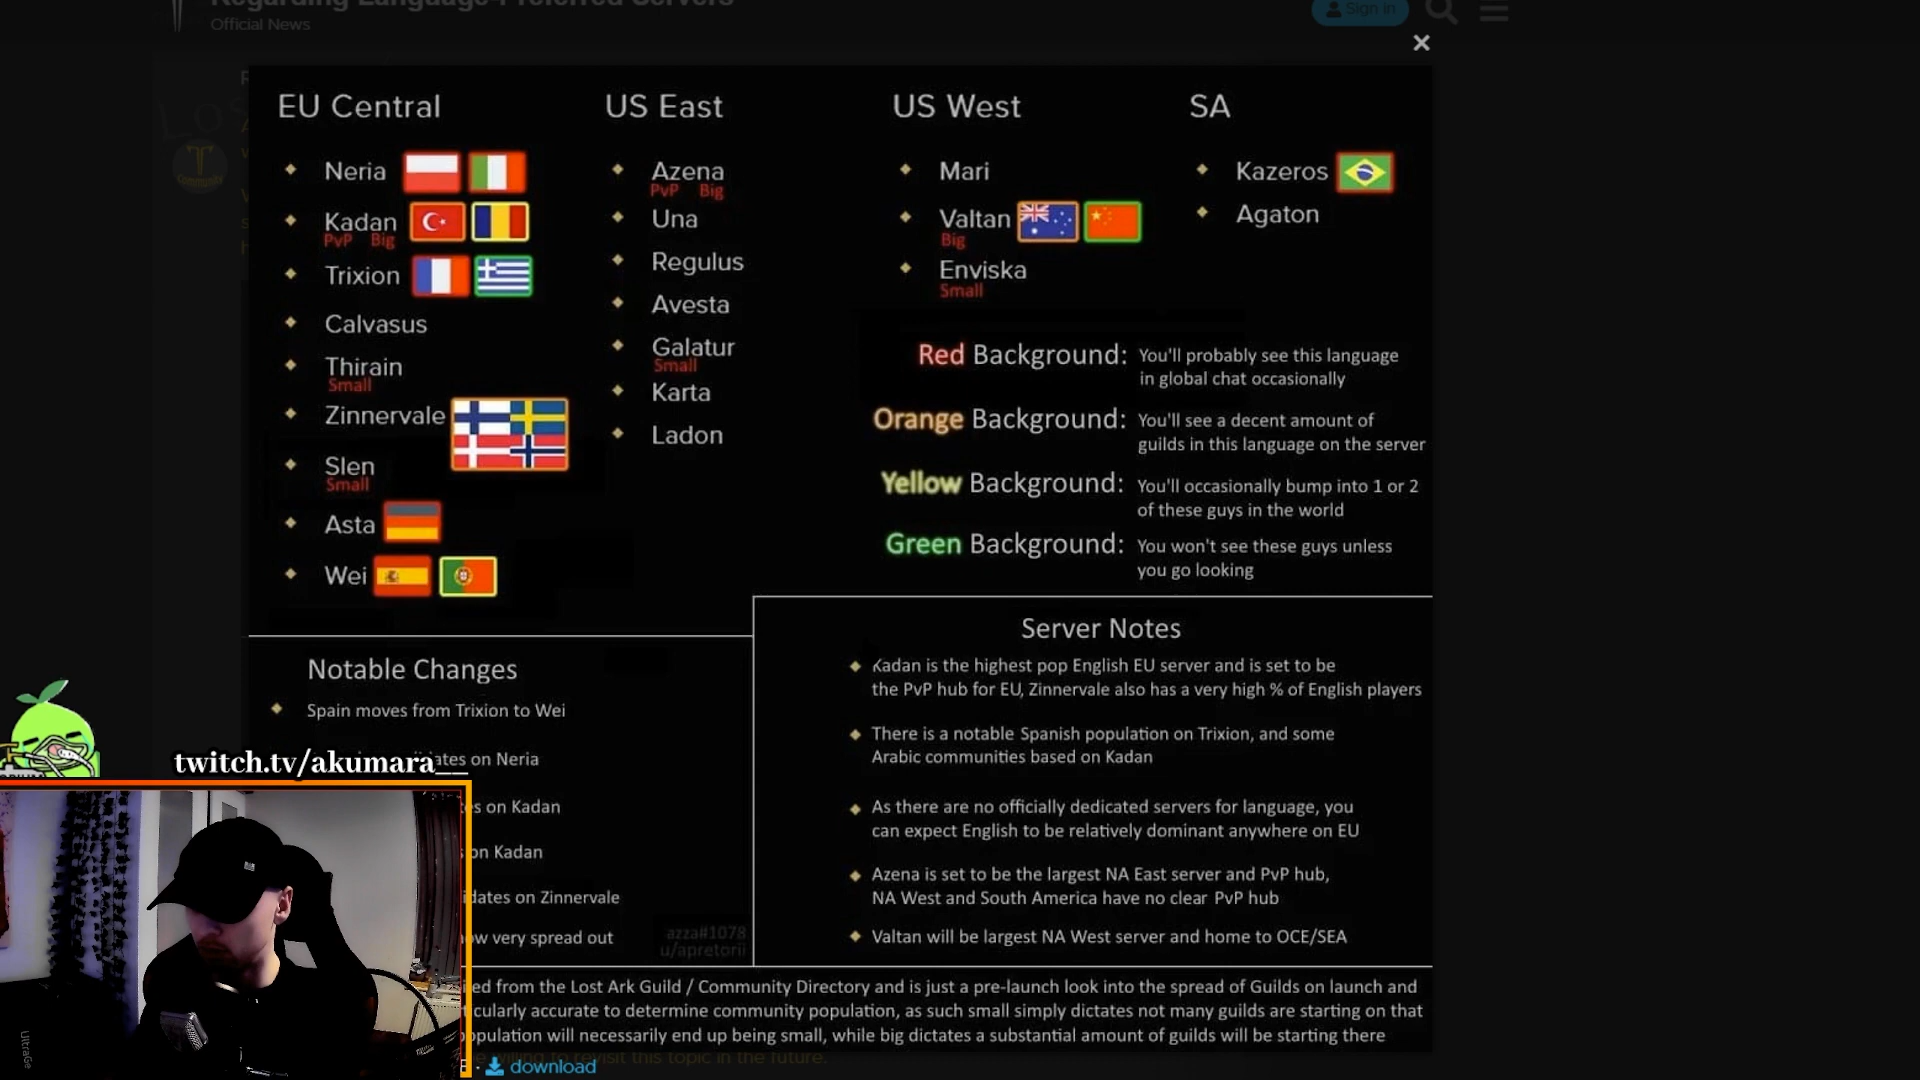 Regarding Language-Preferred Servers
Official News
Sign In
EU Central
Neria
Kadan
PvP Big
Trixion
Calvasus
Thirain
Small
Zinnervale
Slen
Small
Asta
Wei
US East
Azena
PvP Big
Una
Regulus
Avesta
Galatur
Small
Karta
Ladon
US West
Mari
Valtan
Big
Enviska
Small
SA
Kazeros
Agaton
Red Background: You'll probably see this language
in global chat occasionally
Orange Background: You'll see a decent amount of
guilds in this language on the server
Yellow Background: You'll occasionally bump into 1 or 2
of these guys in the world
Green Background: You won't see these guys unless
you go looking
Notable Changes
Spain moves from Trixion to Wei
on Neria
on Kadan
on Kadan
on Zinnervale
very spread out
azza#1078
u/apretorii
Server Notes
Kadan is the highest pop English EU server and is set to be
the PvP hub for EU, Zinnervale also has a very high % of English players
There is a notable Spanish population on Trixion, and some
Arabic communities based on Kadan
As there are no officially dedicated servers for language, you
can expect English to be relatively dominant anywhere on EU
Azena is set to be the largest NA East server and PvP hub,
NA West and South America have no clear PvP hub
Valtan will be largest NA West server and home to OCE/SEA
from the Lost Ark Guild / Community Directory and is just a pre-launch look into the spread of Guilds on launch and
accurate to determine community population, as such small simply dictates not many guilds are starting on that
will necessarily end up being small, while big dictates a substantial amount of guilds will be starting there
willing to revisit this topic in the future.
download
twitch.tv/akumara__
UltraGe